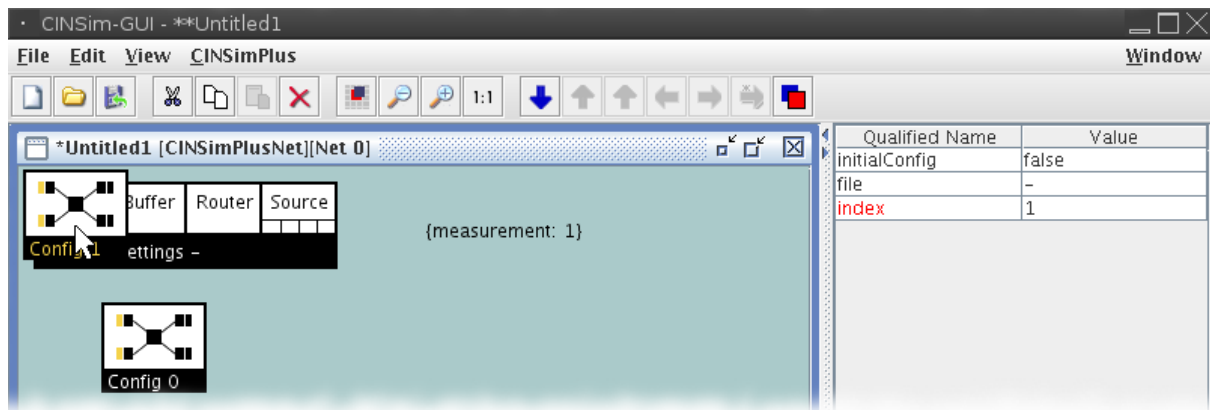 CINSim-GUI - **Untitled1
File Edit View CINSimPlus Window
1:1
*Untitled1 [CINSimPlusNet][Net 0]
Qualified Name Value
initialConfig false
file –
index 1
Buffer Router Source
{measurement: 1}
Config 1 ettings –
Config 0